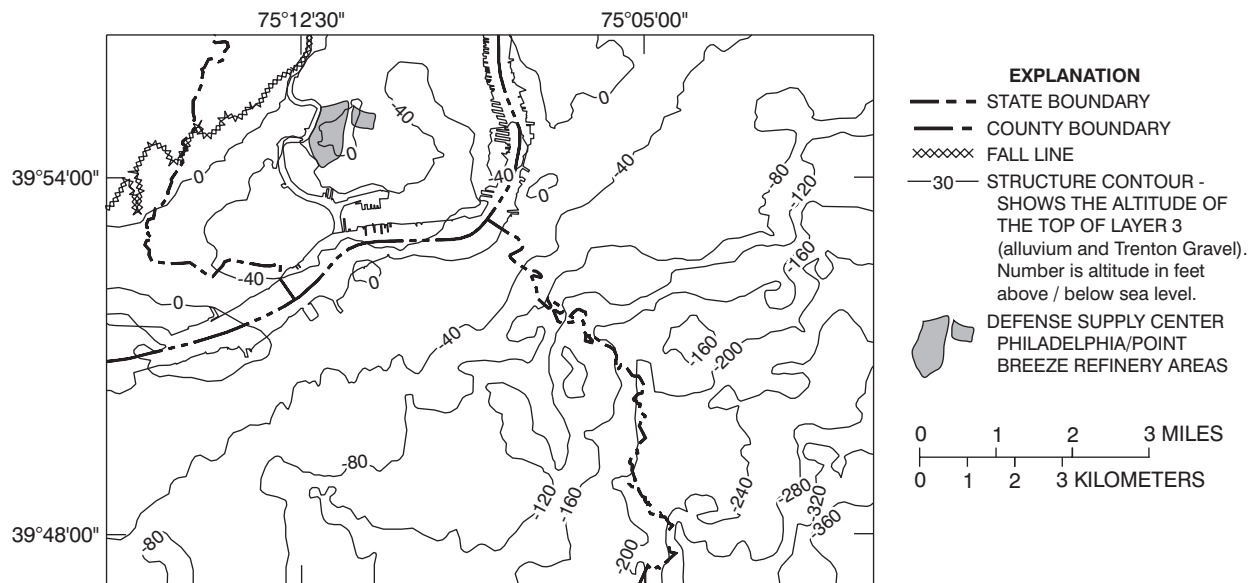 75°12'30"
75°05'00"
39°54'00"
39°48'00"
0
-40
-40
0
0
0
-40
0
-40
-80
-120
-160
-40
0
0
-40
-160
-200
-80
-120
-160
-240
-280
-320
-360
-80
-200
EXPLANATION
STATE BOUNDARY
COUNTY BOUNDARY
FALL LINE
30
STRUCTURE CONTOUR -
SHOWS THE ALTITUDE OF
THE TOP OF LAYER 3
(alluvium and Trenton Gravel).
Number is altitude in feet
above / below sea level.
DEFENSE SUPPLY CENTER
PHILADELPHIA/POINT
BREEZE REFINERY AREAS
0 1 2 3 MILES
0 1 2 3 KILOMETERS